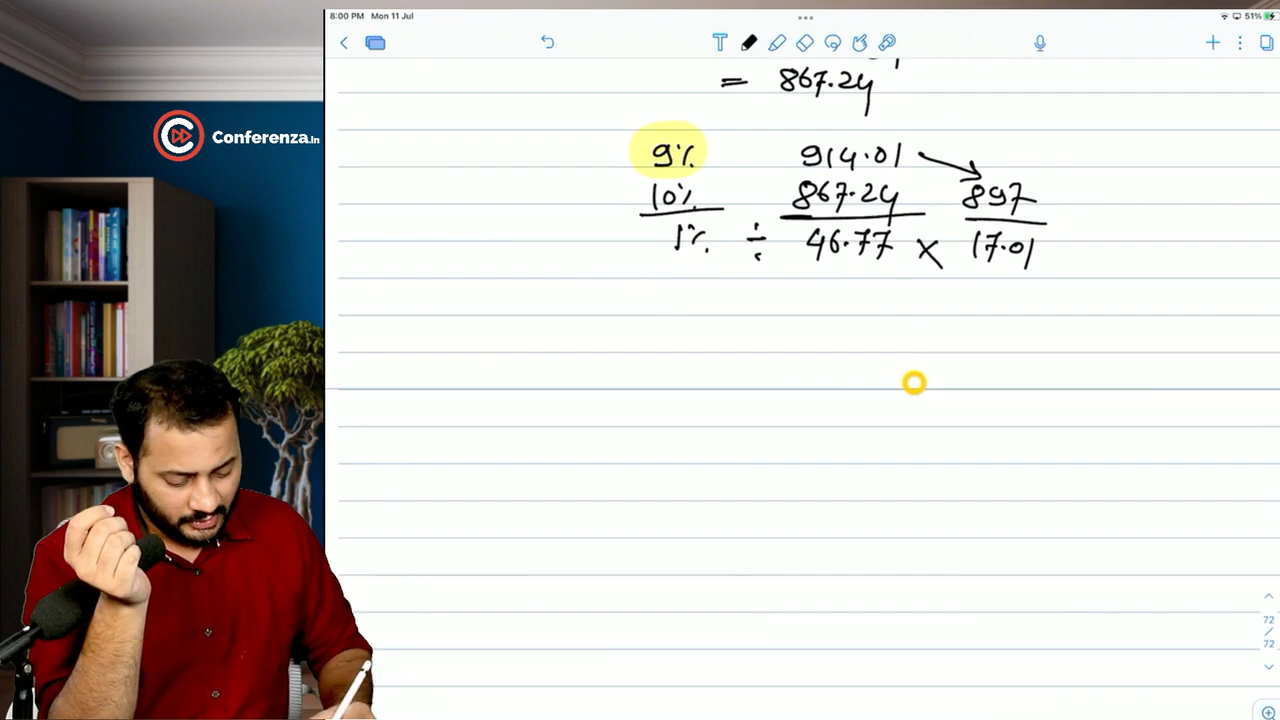 8:00 PM Mon 11 Jul
51%
Conferenza.in
= 867.24
9% 914.01
10% 867.24 897
1% ÷ 46.77 × 17.01
72
/
72